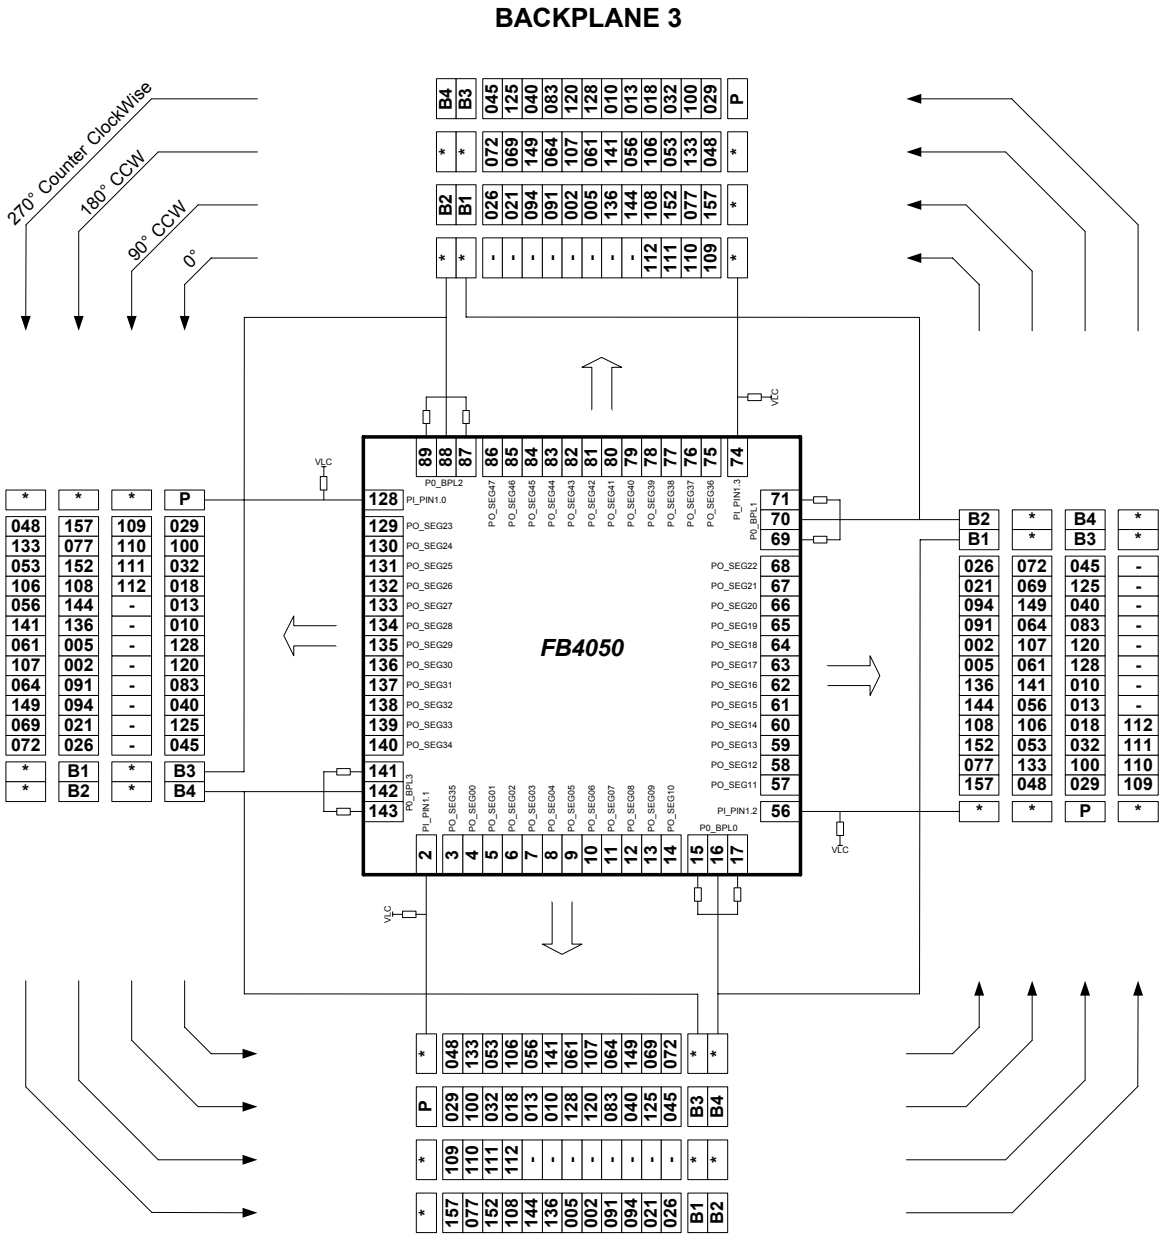 BACKPLANE 3
270° Counter ClockWise
180° CCW
90° CCW
0°
B4 B3 045 125 040 083 120 128 010 013 018 032 100 029 P
* * 072 069 149 064 107 061 141 056 106 053 133 048 *
B2 B1 026 021 094 091 002 005 136 144 108 152 077 157 *
* * - - - - - - - - 112 111 110 109 *
VLC
89 88 87 86 85 84 83 82 81 80 79 78 77 76 75 74
P0_BPL2 PO_SEG47 PO_SEG46 PO_SEG45 PO_SEG44 PO_SEG43 PO_SEG42 PO_SEG41 PO_SEG40 PO_SEG39 PO_SEG38 PO_SEG37 PO_SEG36 PI_PIN1.3
VLC
* * * P
048 157 109 029
133 077 110 100
053 152 111 032
106 108 112 018
056 144 - 013
141 136 - 010
061 005 - 128
107 002 - 120
064 091 - 083
149 094 - 040
069 021 - 125
072 026 - 045
* B1 * B3
* B2 * B4
128 PI_PIN1.0
129 PO_SEG23
130 PO_SEG24
131 PO_SEG25
132 PO_SEG26
133 PO_SEG27
134 PO_SEG28
135 PO_SEG29
136 PO_SEG30
137 PO_SEG31
138 PO_SEG32
139 PO_SEG33
140 PO_SEG34
141
142 P0_BPL3
143
FB4050
71
P0_BPL1 70
69
PO_SEG22 68
PO_SEG21 67
PO_SEG20 66
PO_SEG19 65
PO_SEG18 64
PO_SEG17 63
PO_SEG16 62
PO_SEG15 61
PO_SEG14 60
PO_SEG13 59
PO_SEG12 58
PO_SEG11 57
PI_PIN1.2 56
B2 * B4 *
B1 * B3 *
026 072 045 -
021 069 125 -
094 149 040 -
091 064 083 -
002 107 120 -
005 061 128 -
136 141 010 -
144 056 013 -
108 106 018 112
152 053 032 111
077 133 100 110
157 048 029 109
* * P *
VLC
PI_PIN1.1 PO_SEG35 PO_SEG00 PO_SEG01 PO_SEG02 PO_SEG03 PO_SEG04 PO_SEG05 PO_SEG06 PO_SEG07 PO_SEG08 PO_SEG09 PO_SEG10 P0_BPL0
2 3 4 5 6 7 8 9 10 11 12 13 14 15 16 17
VLC
* 048 133 053 106 056 141 061 107 064 149 069 072 * *
P 029 100 032 018 013 010 128 120 083 040 125 045 B3 B4
* 109 110 111 112 - - - - - - - - * *
* 157 077 152 108 144 136 005 002 091 094 021 026 B1 B2